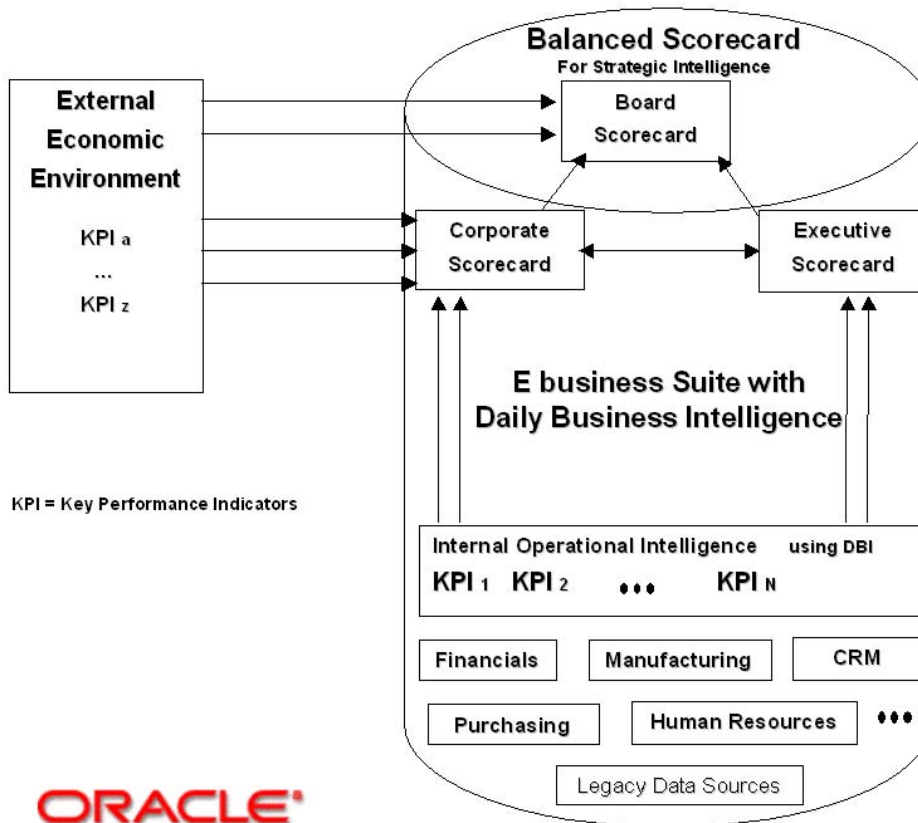 Balanced Scorecard
For Strategic Intelligence
Board
Scorecard
External
Economic
Environment
KPI a
...
KPI z
Corporate
Scorecard
Executive
Scorecard
E business Suite with
Daily Business Intelligence
KPI = Key Performance Indicators
Internal Operational Intelligence using DBI
KPI 1 KPI 2 ••• KPI N
Financials Manufacturing CRM
Purchasing Human Resources •••
Legacy Data Sources
ORACLE®